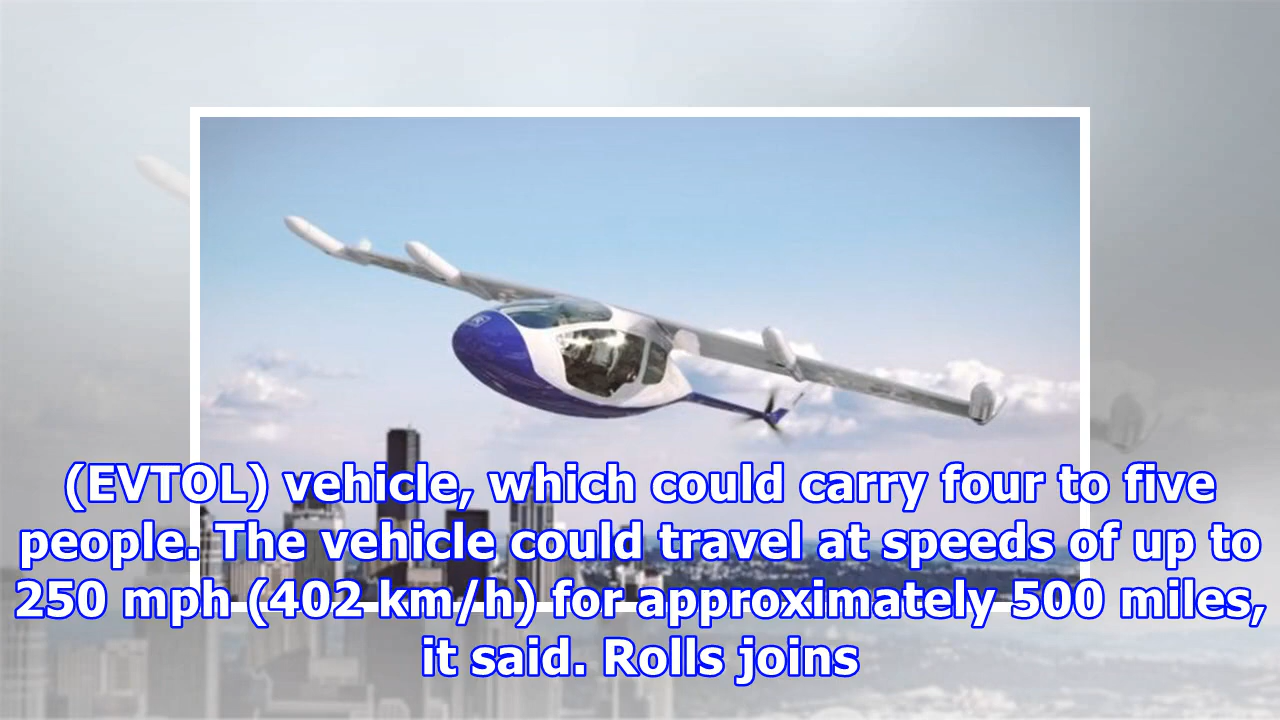 (EVTOL) vehicle, which could carry four to five
people. The vehicle could travel at speeds of up to
250 mph (402 km/h) for approximately 500 miles,
it said. Rolls joins